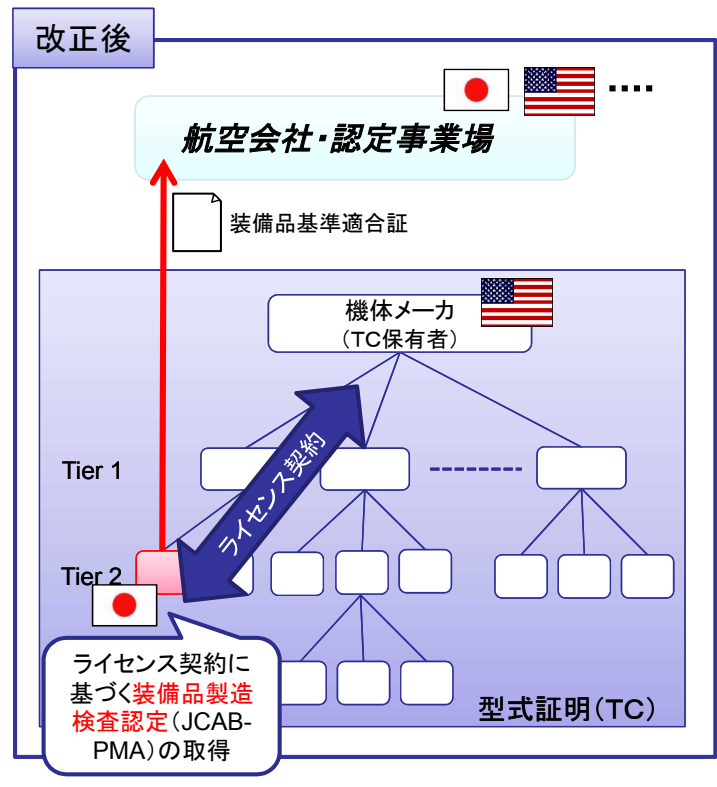 改正後
航空会社・認定事業場
装備品基準適合証
機体メーカ
(TC保有者)
ライセンス契約
Tier 1
Tier 2
ライセンス契約に
基づく装備品製造
検査認定(JCAB-
PMA)の取得
型式証明(TC)